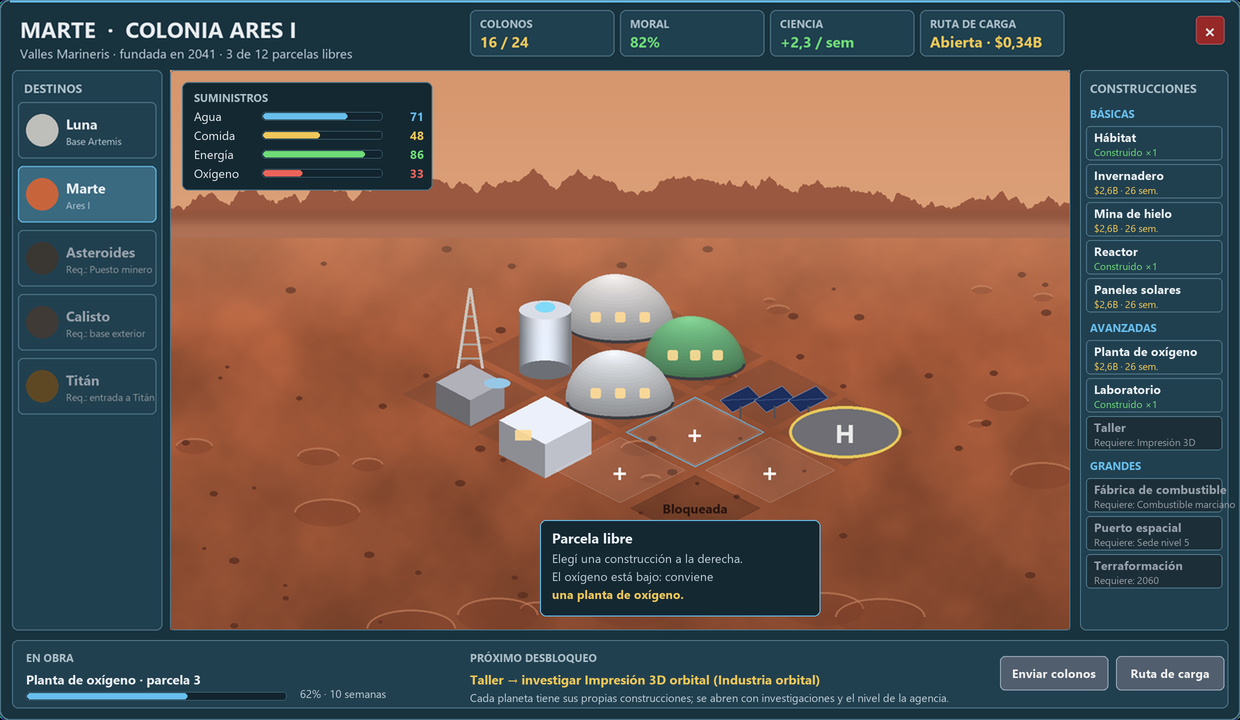 MARTE · COLONIA ARES I
Valles Marineris · fundada en 2041 · 3 de 12 parcelas libres
COLONOS
16 / 24
MORAL
82%
CIENCIA
+2,3 / sem
RUTA DE CARGA
Abierta · $0,34B
×
DESTINOS
Luna
Base Artemis
Marte
Ares I
Asteroides
Req.: Puesto minero
Calisto
Req.: base exterior
Titán
Req.: entrada a Titán
SUMINISTROS
Agua 71
Comida 48
Energía 86
Oxígeno 33
H
+
+
+
Bloqueada
Parcela libre
Elegí una construcción a la derecha.
El oxígeno está bajo: conviene
una planta de oxígeno.
CONSTRUCCIONES
BÁSICAS
Hábitat
Construido ×1
Invernadero
$2,6B · 26 sem.
Mina de hielo
$2,6B · 26 sem.
Reactor
Construido ×1
Paneles solares
$2,6B · 26 sem.
AVANZADAS
Planta de oxígeno
$2,6B · 26 sem.
Laboratorio
Construido ×1
Taller
Requiere: Impresión 3D
GRANDES
Fábrica de combustible
Requiere: Combustible marciano
Puerto espacial
Requiere: Sede nivel 5
Terraformación
Requiere: 2060
EN OBRA
Planta de oxígeno · parcela 3
62% · 10 semanas
PRÓXIMO DESBLOQUEO
Taller → investigar Impresión 3D orbital (Industria orbital)
Cada planeta tiene sus propias construcciones; se abren con investigaciones y el nivel de la agencia.
Enviar colonos
Ruta de carga